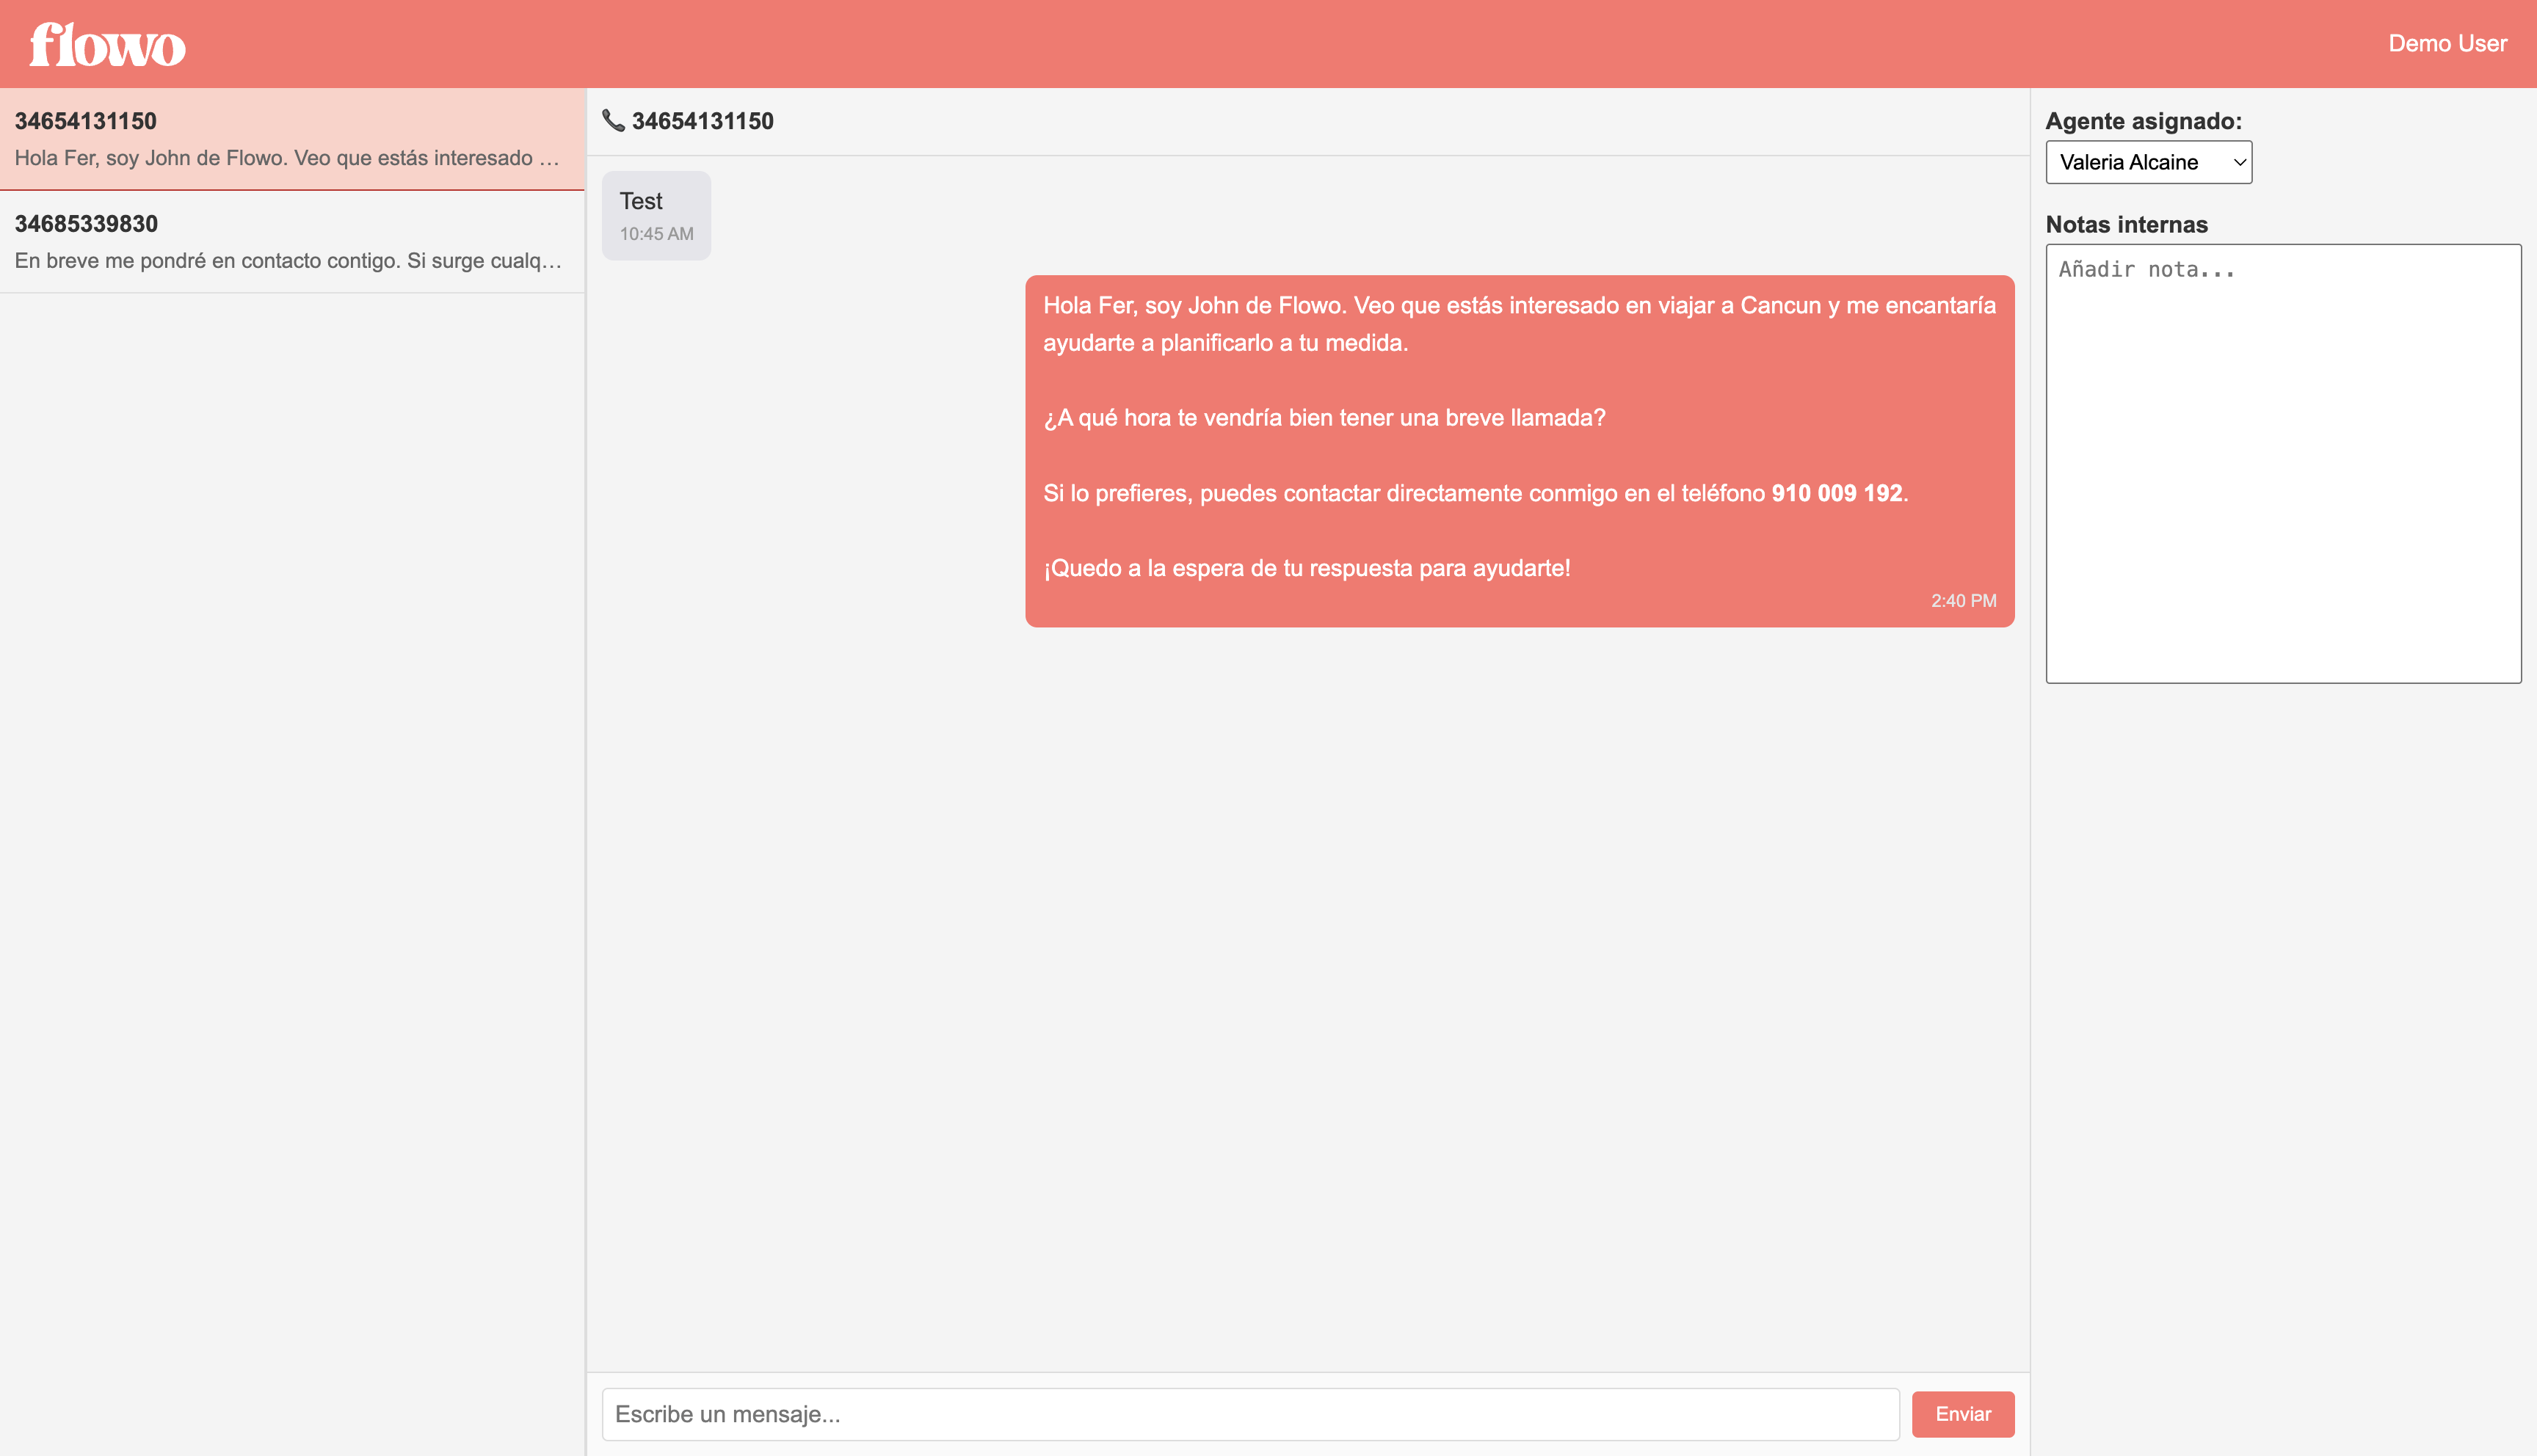 flowo
Demo User
34654131150
Hola Fer, soy John de Flowo. Veo que estás interesado …
34685339830
En breve me pondré en contacto contigo. Si surge cualq…
34654131150
Test
10:45 AM
Hola Fer, soy John de Flowo. Veo que estás interesado en viajar a Cancun y me encantaría
ayudarte a planificarlo a tu medida.
¿A qué hora te vendría bien tener una breve llamada?
Si lo prefieres, puedes contactar directamente conmigo en el teléfono 910 009 192.
¡Quedo a la espera de tu respuesta para ayudarte!
2:40 PM
Escribe un mensaje...
Enviar
Agente asignado:
Valeria Alcaine
Notas internas
Añadir nota...